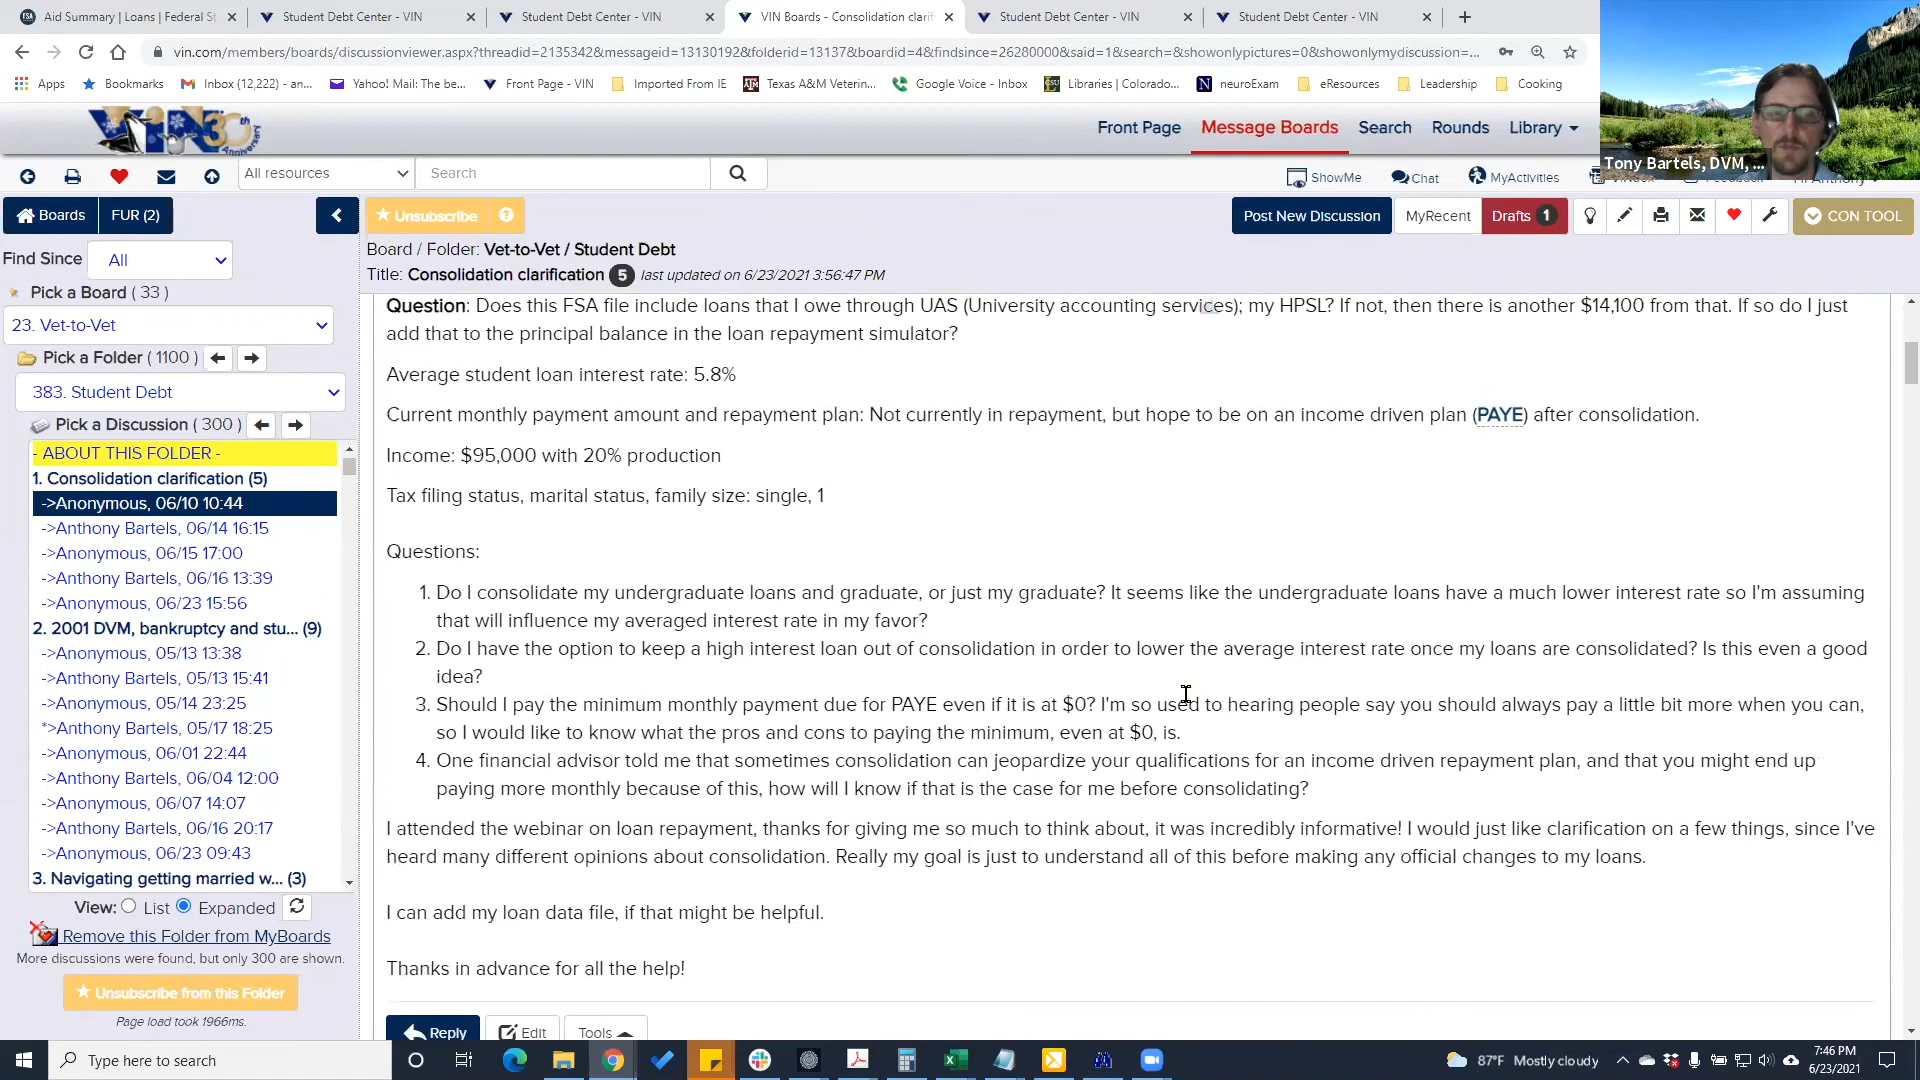 Aid Summary | Loans | Federal St
Student Debt Center - VIN
Student Debt Center - VIN
VIN Boards - Consolidation clarif
Student Debt Center - VIN
Student Debt Center - VIN
vin.com/members/boards/discussionviewer.aspx?threadid=2135342&messageid=13130192&folderid=13137&boardid=4&findsince=26280000&said=1&search=&showonlypictures=0&showonlymydiscussion=...
Apps
Bookmarks
Inbox (12,222) - an...
Yahoo! Mail: The be...
Front Page - VIN
Imported From IE
Texas A&M Veterin...
Google Voice - Inbox
Libraries | Colorado...
neuroExam
eResources
Leadership
Cooking
VIN 30th
Anniversary
Front Page
Message Boards
Search
Rounds
Library
Tony Bartels, DVM, ...
All resources
Search
ShowMe
Chat
MyActivities
Boards
FUR (2)
Unsubscribe
Post New Discussion
MyRecent
Drafts 1
CON TOOL
Find Since
All
Pick a Board ( 33 )
23. Vet-to-Vet
Pick a Folder ( 1100 )
383. Student Debt
Pick a Discussion ( 300 )
- ABOUT THIS FOLDER -
1. Consolidation clarification (5)
->Anonymous, 06/10 10:44
->Anthony Bartels, 06/14 16:15
->Anonymous, 06/15 17:00
->Anthony Bartels, 06/16 13:39
->Anthony Bartels, 06/23 15:56
2. 2001 DVM, bankruptcy and stu... (9)
->Anonymous, 05/13 13:38
->Anthony Bartels, 05/13 15:41
->Anonymous, 05/14 23:25
*>Anthony Bartels, 05/17 18:25
->Anonymous, 06/01 22:44
->Anthony Bartels, 06/04 12:00
->Anonymous, 06/07 14:07
->Anthony Bartels, 06/16 20:17
->Anonymous, 06/23 09:43
3. Navigating getting married w... (3)
View: List Expanded
Remove this Folder from MyBoards
More discussions were found, but only 300 are shown.
Unsubscribe from this Folder
Page load took 1966ms.
Board / Folder: Vet-to-Vet / Student Debt
Title: Consolidation clarification 5 last updated on 6/23/2021 3:56:47 PM
Question: Does this FSA file include loans that I owe through UAS (University accounting services); my HPSL? If not, then there is another $14,100 from that. If so do I just
add that to the principal balance in the loan repayment simulator?
Average student loan interest rate: 5.8%
Current monthly payment amount and repayment plan: Not currently in repayment, but hope to be on an income driven plan (PAYE) after consolidation.
Income: $95,000 with 20% production
Tax filing status, marital status, family size: single, 1
Questions:
1. Do I consolidate my undergraduate loans and graduate, or just my graduate? It seems like the undergraduate loans have a much lower interest rate so I'm assuming
that will influence my averaged interest rate in my favor?
2. Do I have the option to keep a high interest loan out of consolidation in order to lower the average interest rate once my loans are consolidated? Is this even a good
idea?
3. Should I pay the minimum monthly payment due for PAYE even if it is at $0? I'm so used to hearing people say you should always pay a little bit more when you can,
so I would like to know what the pros and cons to paying the minimum, even at $0, is.
4. One financial advisor told me that sometimes consolidation can jeopardize your qualifications for an income driven repayment plan, and that you might end up
paying more monthly because of this, how will I know if that is the case for me before consolidating?
I attended the webinar on loan repayment, thanks for giving me so much to think about, it was incredibly informative! I would just like clarification on a few things, since I've
heard many different opinions about consolidation. Really my goal is just to understand all of this before making any official changes to my loans.
I can add my loan data file, if that might be helpful.
Thanks in advance for all the help!
Reply
Edit
Tools
Type here to search
87°F Mostly cloudy
7:46 PM
6/23/2021